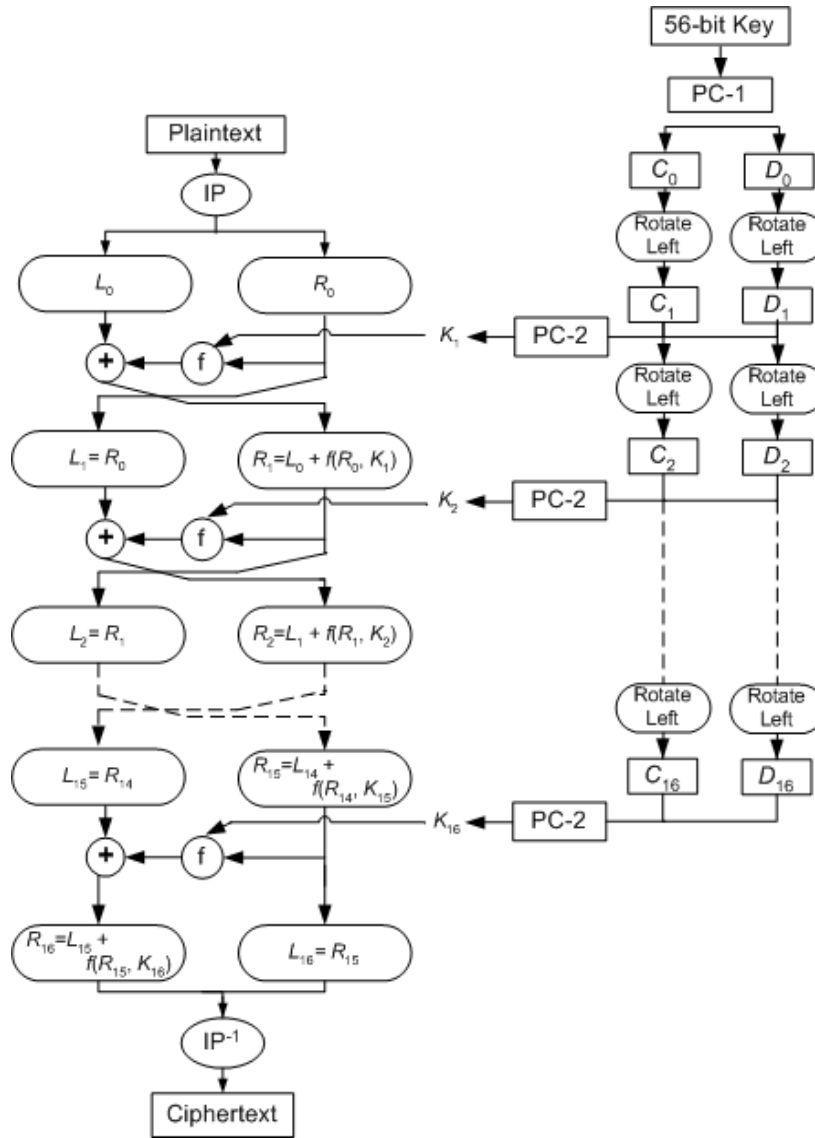 56-bit Key
PC-1
Plaintext
C₀
D₀
IP
Rotate
Left
Rotate
Left
L₀
R₀
C₁
D₁
K₁
PC-2
+
f
Rotate
Left
Rotate
Left
L₁= R₀
R₁=L₀ + f(R₀, K₁)
C₂
D₂
K₂
PC-2
+
f
L₂= R₁
R₂=L₁ + f(R₁, K₂)
Rotate
Left
Rotate
Left
L₁₅= R₁₄
R₁₅=L₁₄ +
f(R₁₄, K₁₅)
C₁₆
D₁₆
K₁₆
PC-2
+
f
R₁₆=L₁₅ +
f(R₁₅, K₁₆)
L₁₆= R₁₅
IP⁻¹
Ciphertext